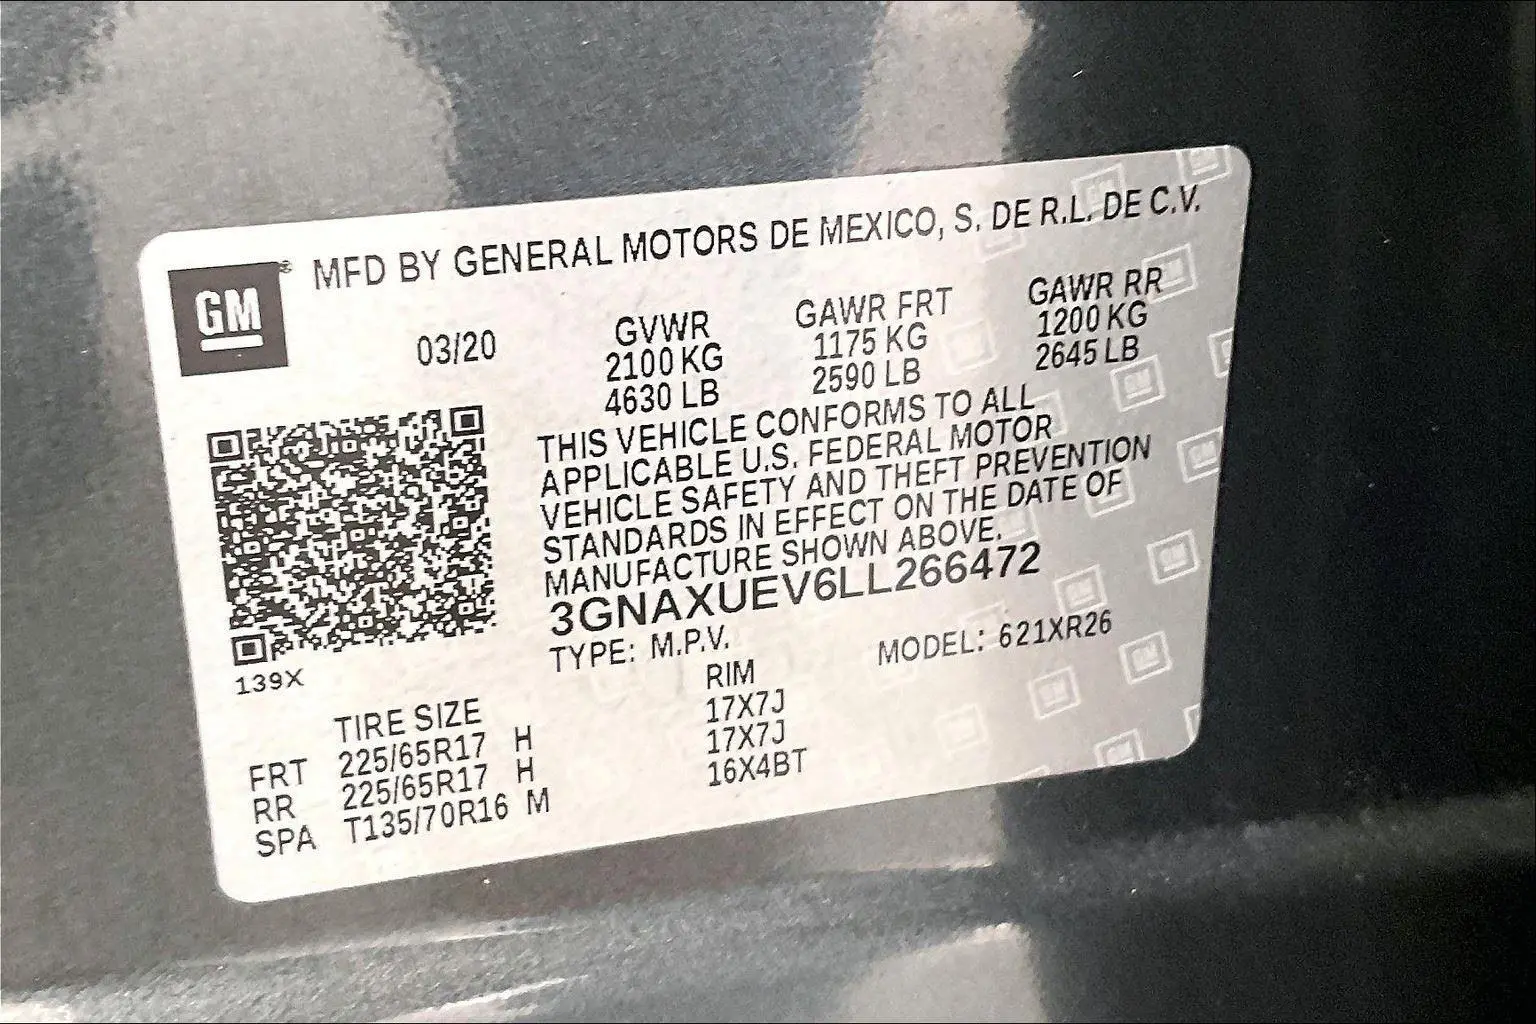 GM® MFD BY GENERAL MOTORS DE MEXICO, S. DE R.L. DE C.V.
03/20 GVWR GAWR FRT GAWR RR
2100 KG 1175 KG 1200 KG
4630 LB 2590 LB 2645 LB
THIS VEHICLE CONFORMS TO ALL
APPLICABLE U.S. FEDERAL MOTOR
VEHICLE SAFETY AND THEFT PREVENTION
STANDARDS IN EFFECT ON THE DATE OF
MANUFACTURE SHOWN ABOVE.
3GNAXUEV6LL266472
TYPE: M.P.V. MODEL: 621XR26
139X
TIRE SIZE RIM
FRT 225/65R17 H 17X7J
RR 225/65R17 H 17X7J
SPA T135/70R16 M 16X4BT